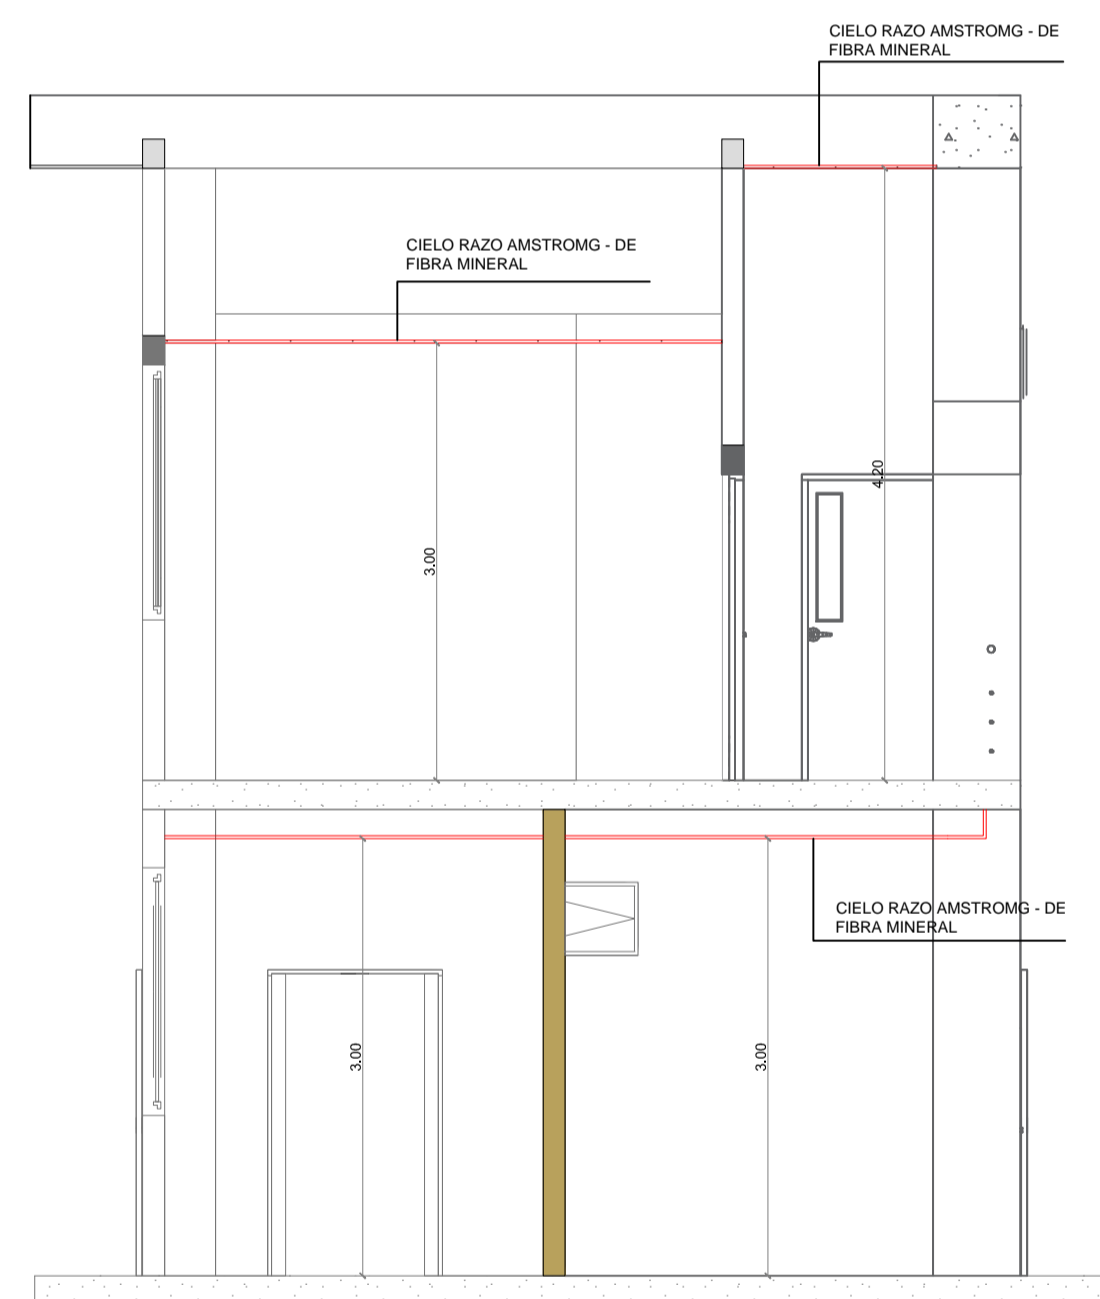 CIELO RAZO AMSTROMG - DE
FIBRA MINERAL
CIELO RAZO AMSTROMG - DE
FIBRA MINERAL
4.20
3.00
CIELO RAZO AMSTROMG - DE
FIBRA MINERAL
3.00
3.00